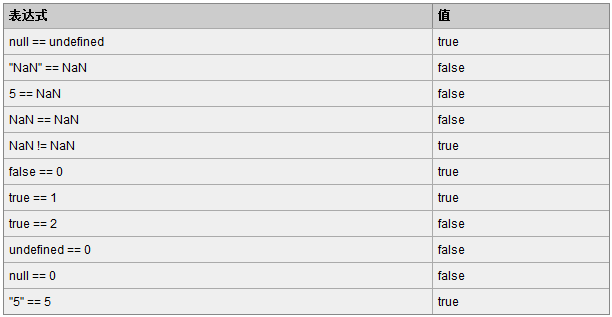 表达式 值
null == undefined true
"NaN" == NaN false
5 == NaN false
NaN == NaN false
NaN != NaN true
false == 0 true
true == 1 true
true == 2 false
undefined == 0 false
null == 0 false
"5" == 5 true